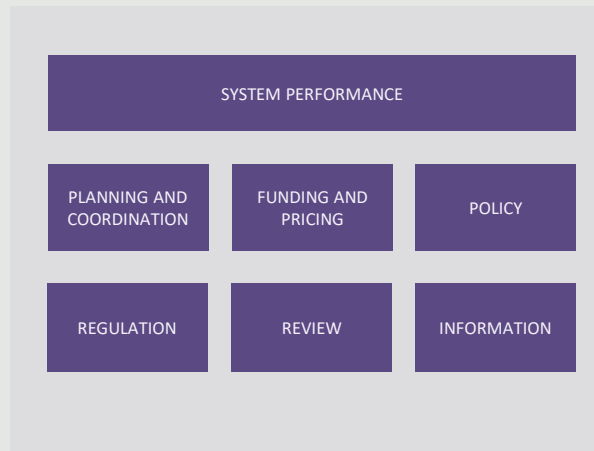 SYSTEM PERFORMANCE
PLANNING AND
COORDINATION
FUNDING AND
PRICING
POLICY
REGULATION
REVIEW
INFORMATION